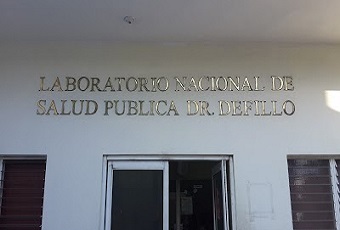 LABORATORIO NACIONAL DE
SALUD PUBLICA DR. DEFILLO